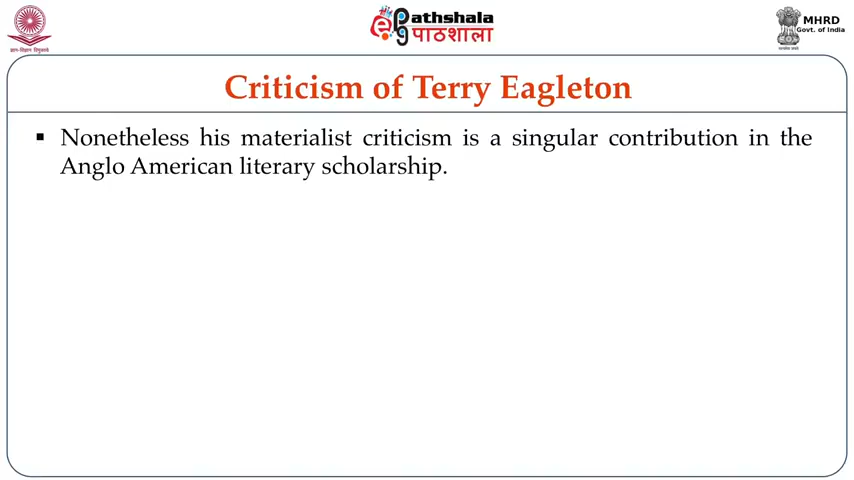 ePathshala
पाठशाला
MHRD
Govt. of India
Criticism of Terry Eagleton
▪ Nonetheless his materialist criticism is a singular contribution in the
Anglo American literary scholarship.